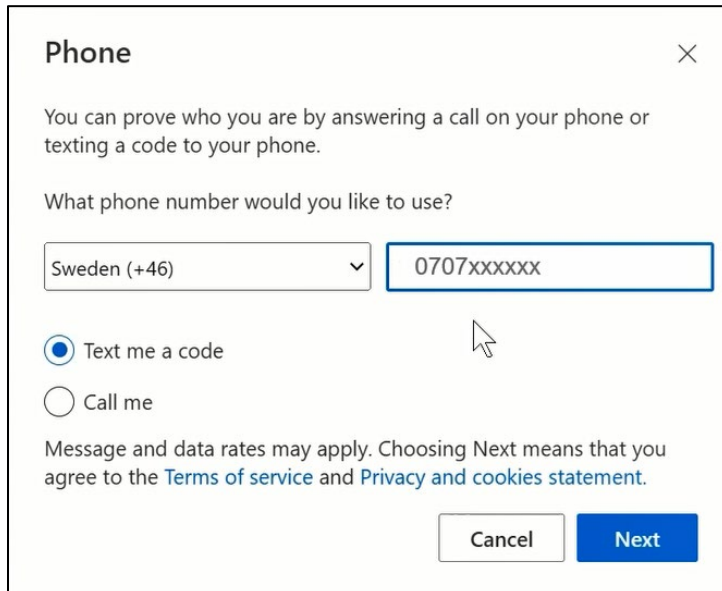 Phone
You can prove who you are by answering a call on your phone or
texting a code to your phone.
What phone number would you like to use?
Sweden (+46)
0707xxxxxx
Text me a code
Call me
Message and data rates may apply. Choosing Next means that you
agree to the Terms of service and Privacy and cookies statement.
Cancel
Next